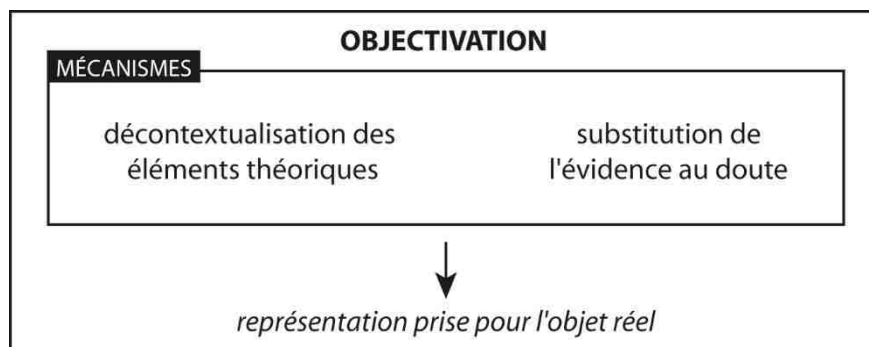 OBJECTIVATION
MÉCANISMES
décontextualisation des
éléments théoriques
substitution de
l'évidence au doute
représentation prise pour l'objet réel